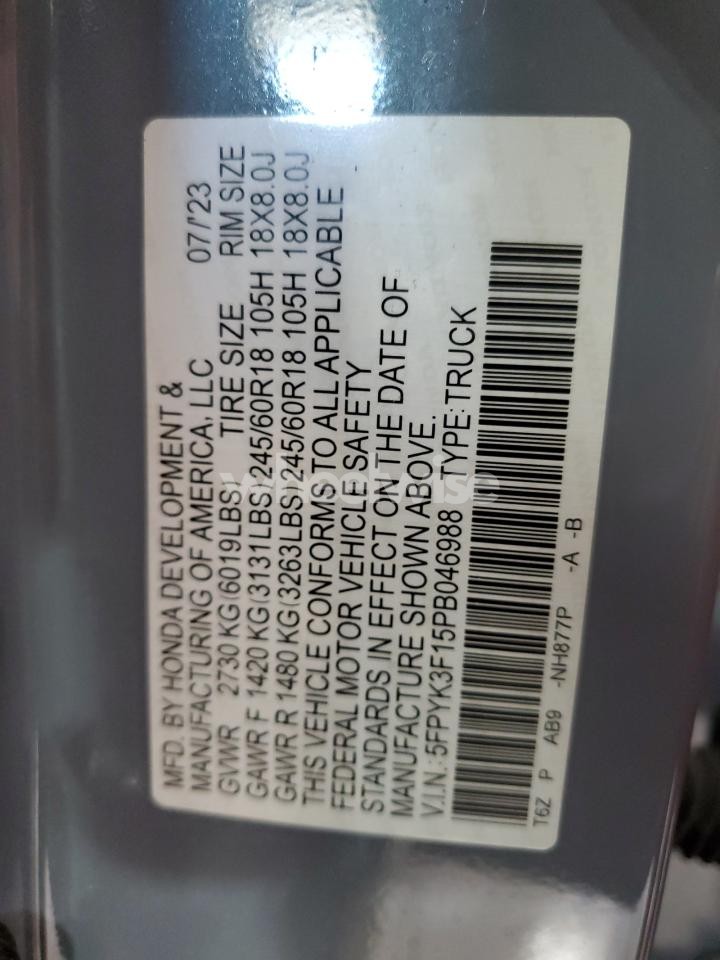 MFD. BY HONDA DEVELOPMENT &
MANUFACTURING OF AMERICA, LLC 07/'23
GVWR 2730 KG(6019LBS) TIRE SIZE RIM SIZE
GAWR F 1420 KG(3131LBS) 245/60R18 105H 18X8.0J
GAWR R 1480 KG(3263LBS) 245/60R18 105H 18X8.0J
THIS VEHICLE CONFORMS TO ALL APPLICABLE
FEDERAL MOTOR VEHICLE SAFETY
STANDARDS IN EFFECT ON THE DATE OF
MANUFACTURE SHOWN ABOVE.
V.I.N.:5FPYK3F15PB046988 TYPE:TRUCK
T6Z P AB9 -NH877P -A -B